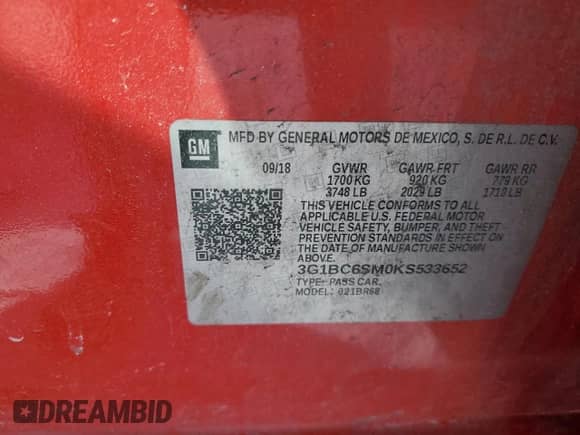 GM
MFD BY GENERAL MOTORS DE MEXICO, S. DE R.L. DE C.V.
09/18 GVWR GAWR FRT GAWR RR
1700 KG 920 KG 779 KG
3748 LB 2029 LB 1718 LB
THIS VEHICLE CONFORMS TO ALL
APPLICABLE U.S. FEDERAL MOTOR
VEHICLE SAFETY, BUMPER, AND THEFT
PREVENTION STANDARDS IN EFFECT ON
THE DATE OF MANUFACTURE SHOWN
ABOVE.
3G1BC6SM0KS533652
TYPE: PASS CAR
MODEL: 021BR68
DREAMBID